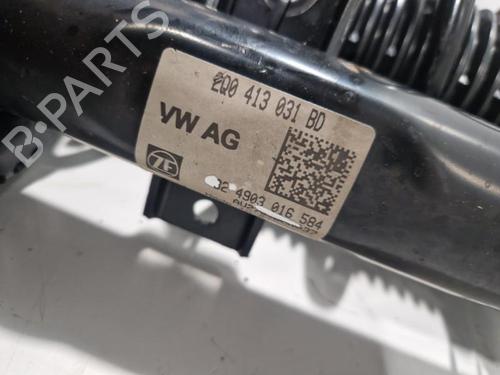 2Q0 413 031 BD
VW AG
ZF
4903 016 584
B-PARTS